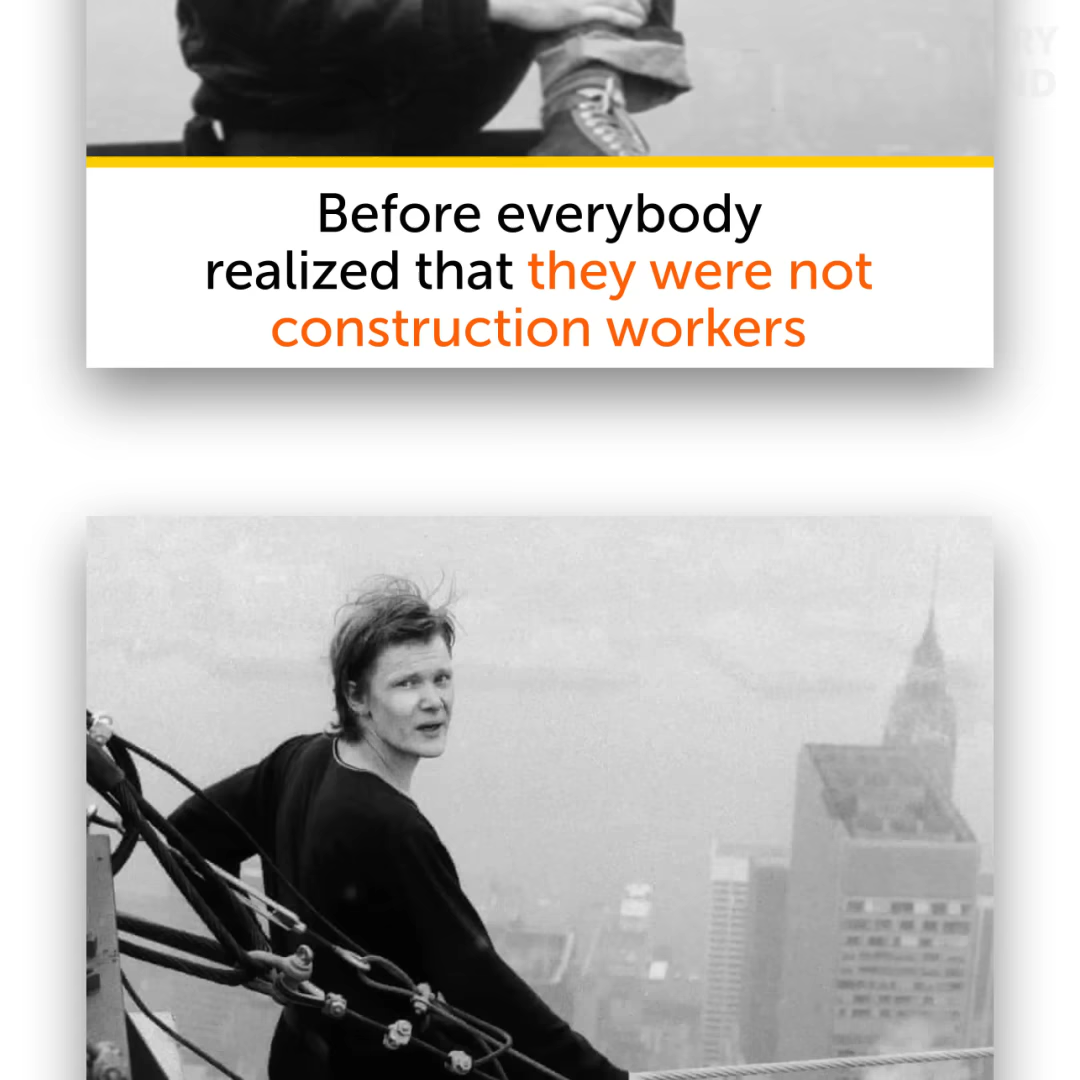 Before everybody
realized that they were not
construction workers